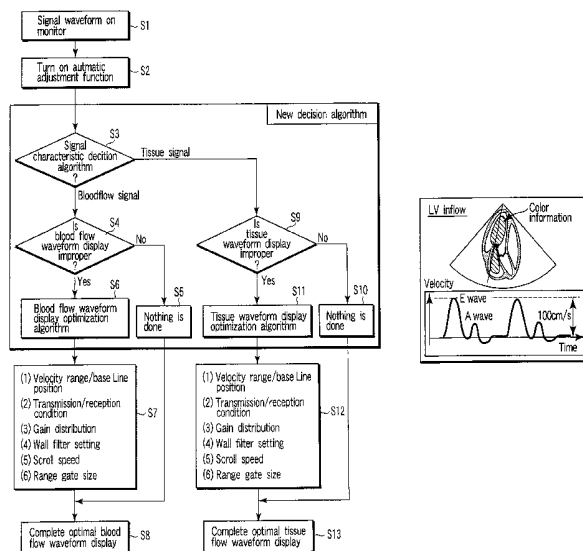 Signal waveform on
monitor
S1
Turn on autmatic
adjustment function
S2
New decision algorithm
Signal
characteristic decition
algorithm
?
S3
Tissue signal
Bloodflow signal
Is
blood flow
waveform display
improper
?
S4
No
Yes
Is
tissue
waveform display
improper
?
S9
No
Yes
S6
Blood flow waveform
display optimization
algorithm
S5
Nothing is
done
S11
Tissue waveform display
optimization algorithm
S10
Nothing is
done
(1) Velocity range/base Line
position
(2) Transmission/reception
condition
(3) Gain distribution
(4) Wall filter setting
(5) Scroll speed
(6) Range gate size
S7
(1) Velocity range/base Line
position
(2) Transmission/reception
condition
(3) Gain distribution
(4) Wall filter setting
(5) Scroll speed
(6) Range gate size
S12
Complete optimal blood
flow waveform display
S8
Complete optimal tissue
flow waveform display
S13
LV inflow
Color
information
Velocity
E wave
A wave
100cm/s
Time